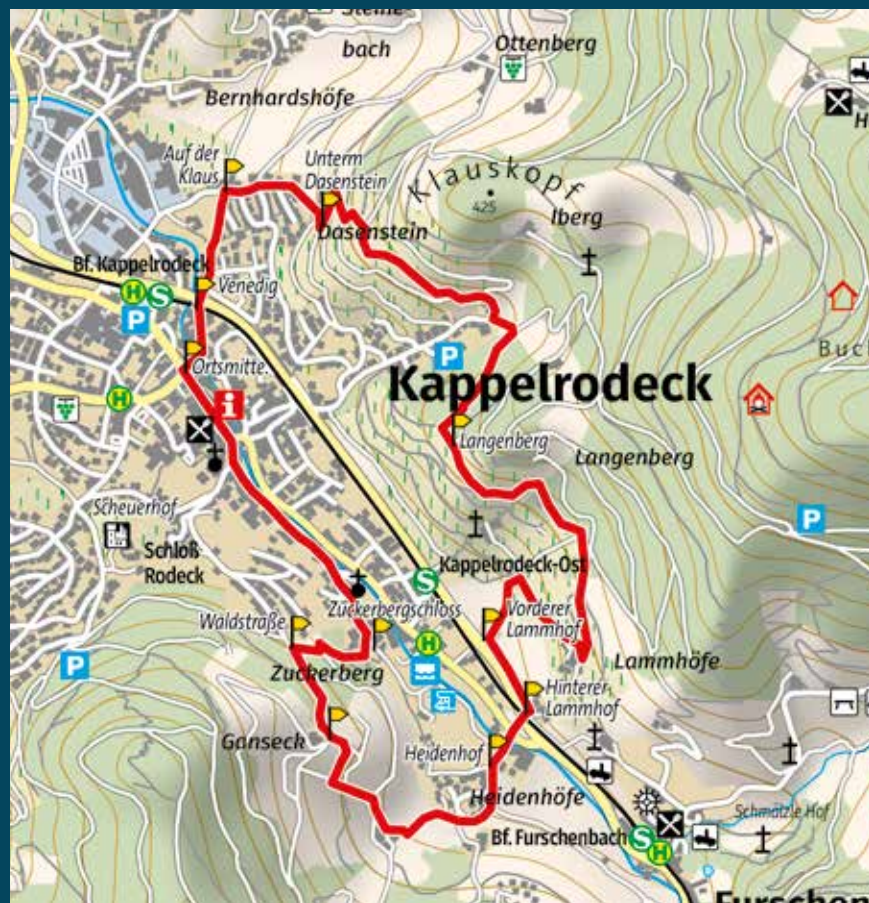 Steine
bach
Ottenberg
Bernhardshöfe
H
Auf der
Klaus
Unterm
Dasenstein
Klauskopf
425
Iberg
Dasenstein
Bf. Kappelrodeck
H
S
Venedig
P
Ortsmitte
P
Buch
Kappelrodeck
H
i
Langenberg
Langenberg
Scheuerhof
P
Schloß
Rodeck
S
Kappelrodeck-Ost
Zuckerbergschloss
Vorderer
Lammhof
Waldstraße
H
Lammhöfe
P
Zuckerberg
Hinterer
Lammhof
Ganseck
Heidenhof
Heidenhöfe
Schmälzle Hof
Bf. Furschenbach
S
H
Furschen